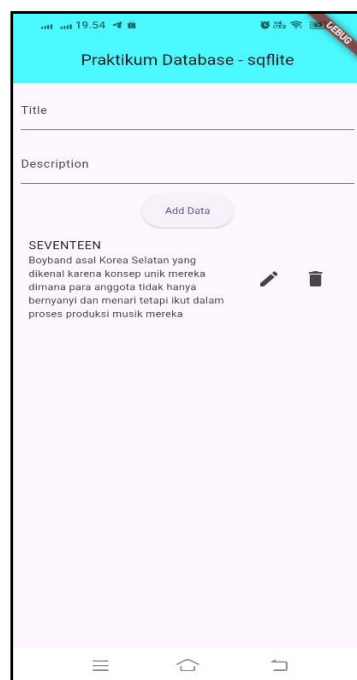 19.54
DEBUG
Praktikum Database - sqflite
Title
Description
Add Data
SEVENTEEN
Boyband asal Korea Selatan yang
dikenal karena konsep unik mereka
dimana para anggota tidak hanya
bernyanyi dan menari tetapi ikut dalam
proses produksi musik mereka